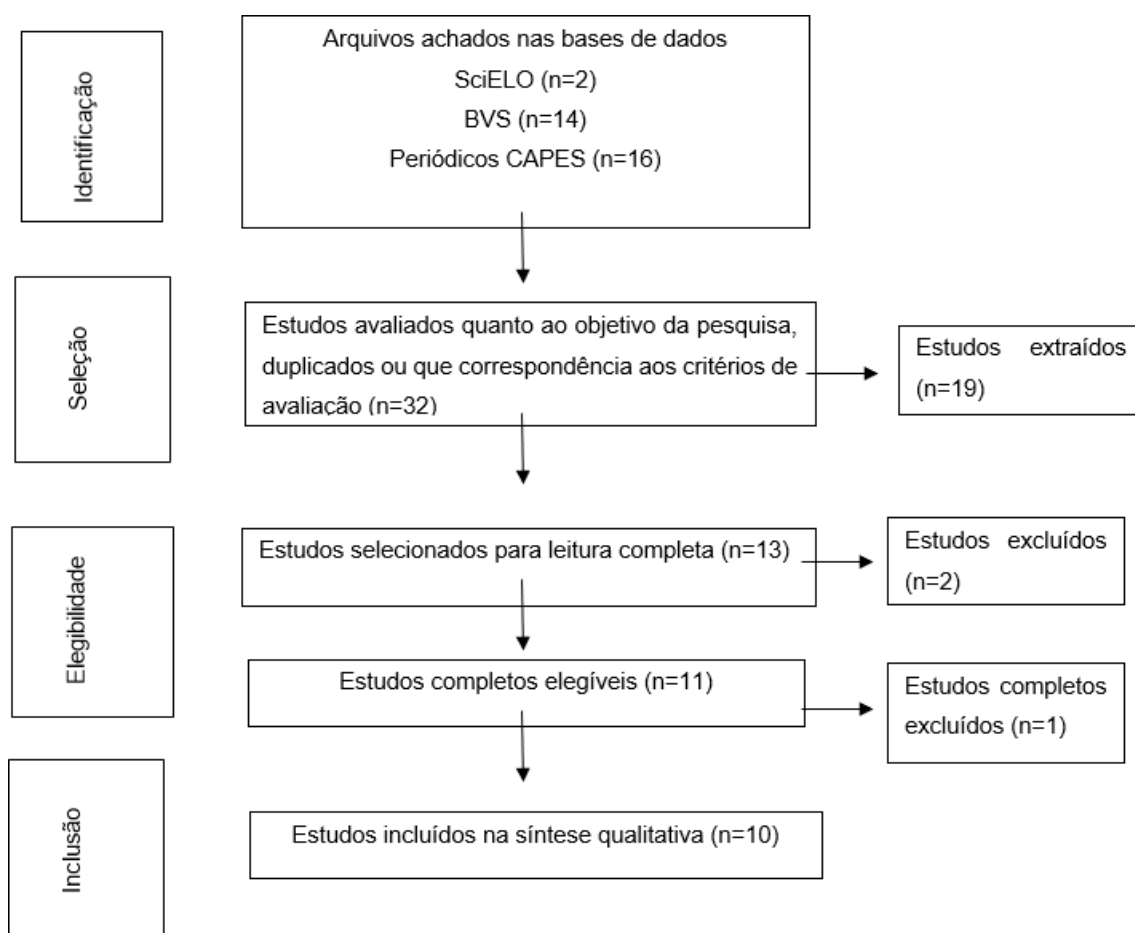 Identificação
Arquivos achados nas bases de dados
SciELO (n=2)
BVS (n=14)
Periódicos CAPES (n=16)
Seleção
Estudos avaliados quanto ao objetivo da pesquisa,
duplicados ou que correspondência aos critérios de
avaliação (n=32)
Estudos extraídos
(n=19)
Elegibilidade
Estudos selecionados para leitura completa (n=13)
Estudos excluídos
(n=2)
Estudos completos elegíveis (n=11)
Estudos completos
excluídos (n=1)
Inclusão
Estudos incluídos na síntese qualitativa (n=10)